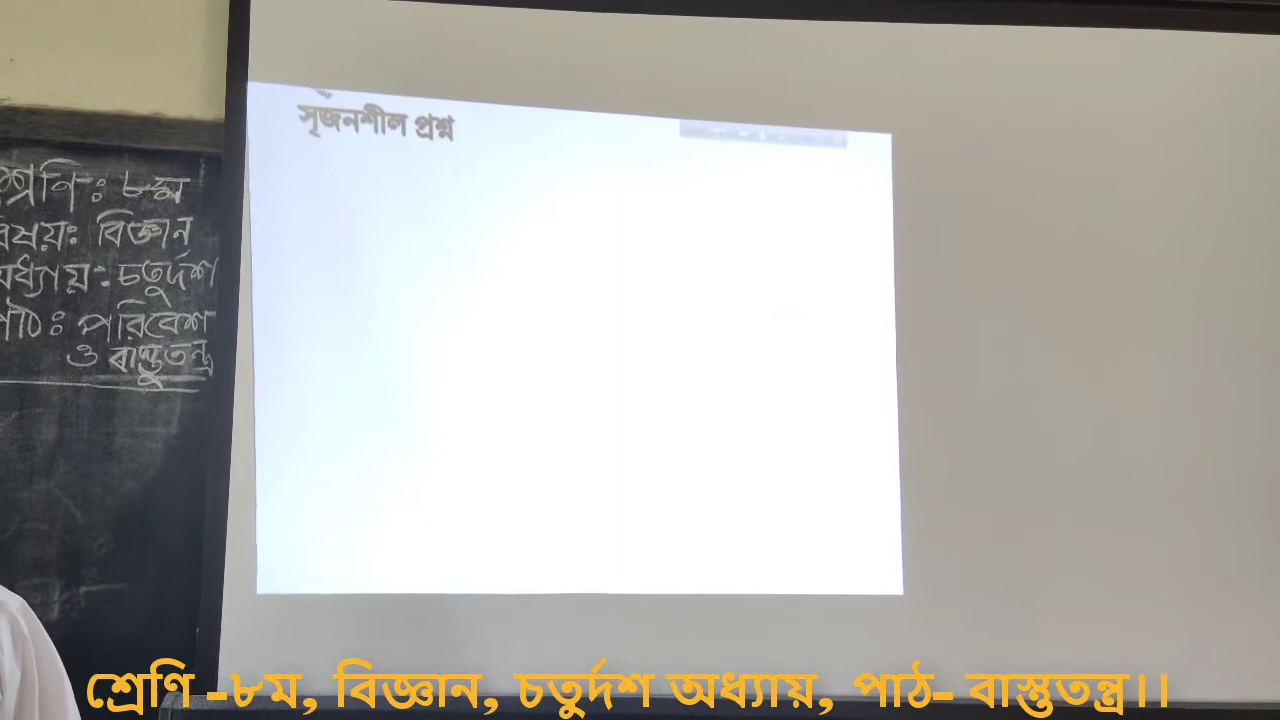 সৃজনশীল প্রশ্ন
শ্রেণি : ৮ম
বিষয়: বিজ্ঞান
অধ্যায় : চতুর্দশ
পাঠ : পরিবেশ
ও বাস্তুতন্ত্র
শ্রেণি -৮ম, বিজ্ঞান, চতুর্দশ অধ্যায়, পাঠ- বাস্তুতন্ত্র।।